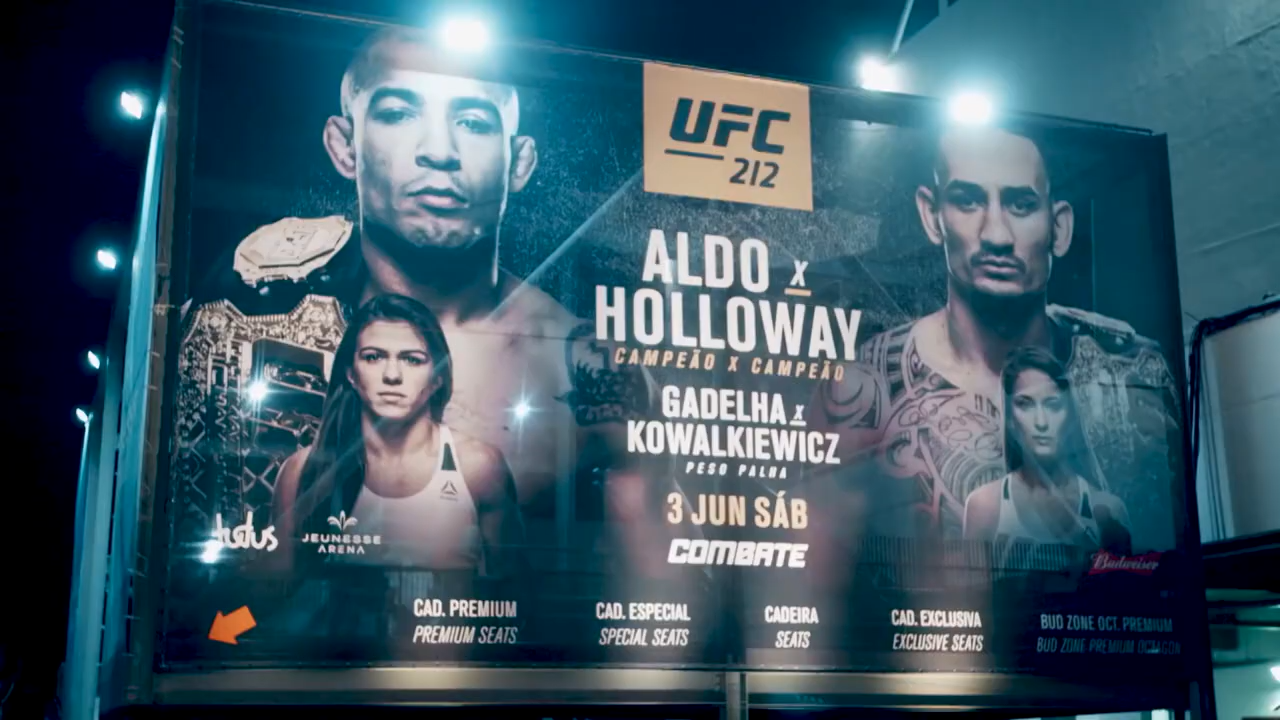 UFC
212
ALDO x
HOLLOWAY
CAMPEÃO X CAMPEÃO
GADELHA x
KOWALKIEWICZ
PESO PALHA
3 JUN SÁB
COMBATE
tudus
JEUNESSE
ARENA
Budweiser
CAD. PREMIUM
PREMIUM SEATS
CAD. ESPECIAL
SPECIAL SEATS
CADEIRA
SEATS
CAD. EXCLUSIVA
EXCLUSIVE SEATS
BUD ZONE OCT. PREMIUM
BUD ZONE PREMIUM OCTAGON